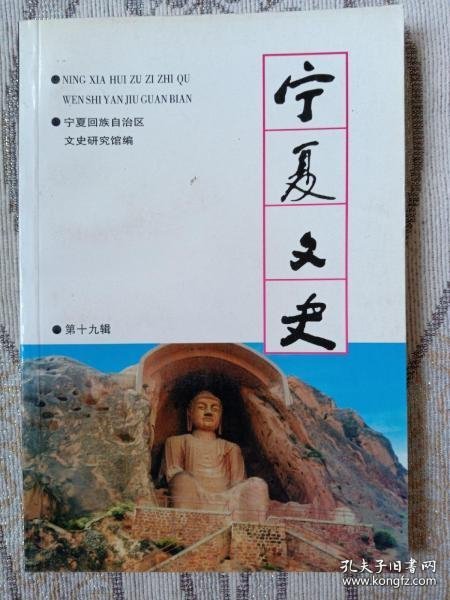 ●NING XIA HUI ZU ZI ZHI QU
WEN SHI YAN JIU GUAN BIAN
●宁夏回族自治区
文史研究馆编
宁夏文史
●第十九辑
孔夫子旧书网
www.kongfz.com